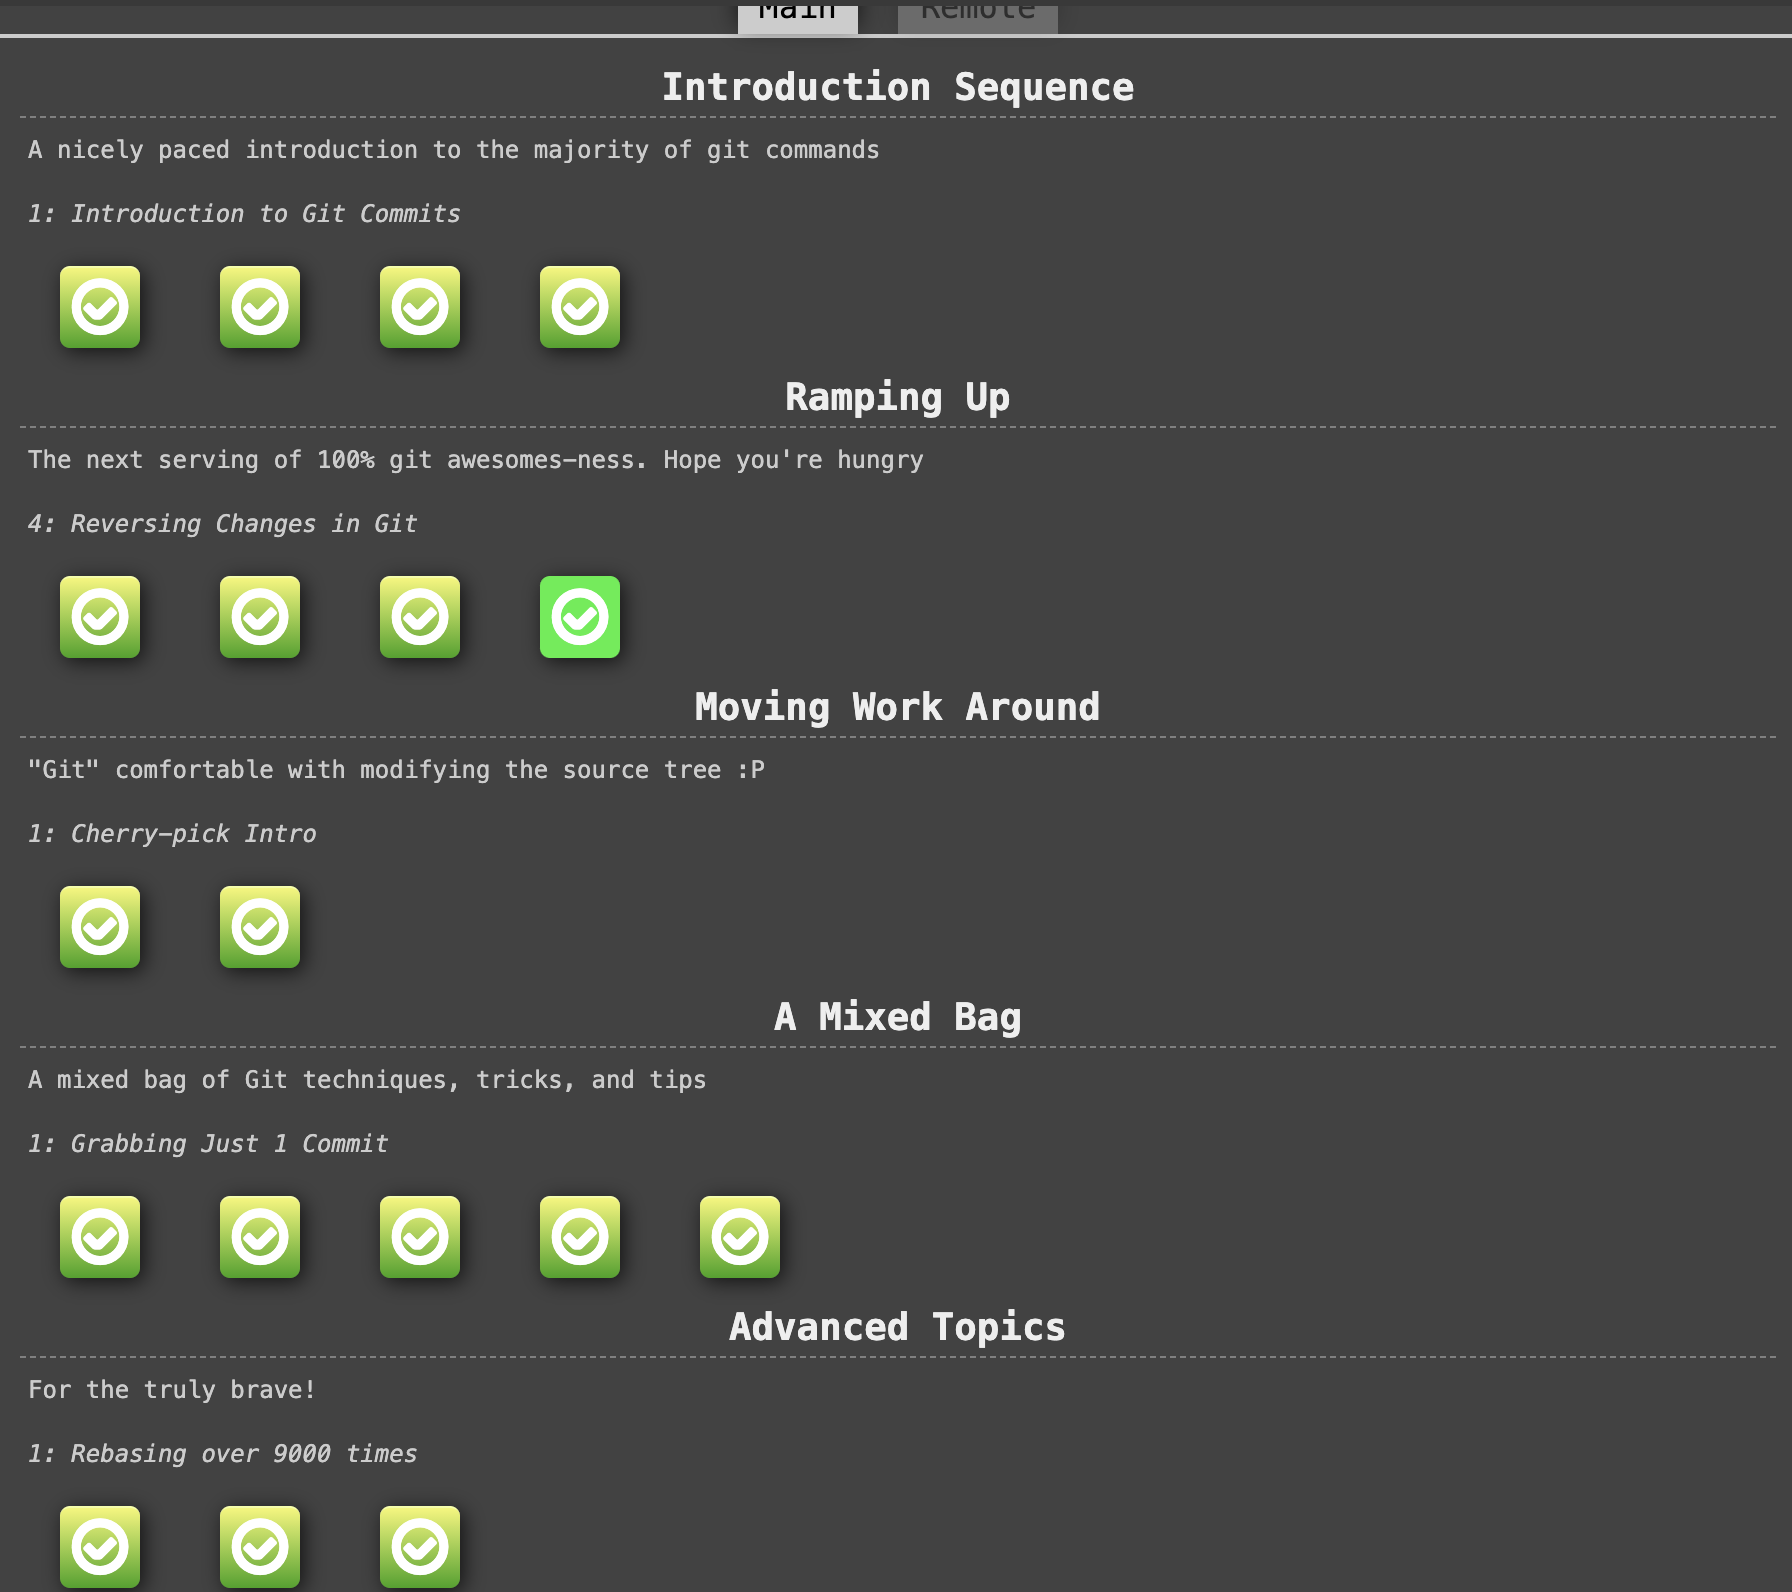 Main Remote
Introduction Sequence
A nicely paced introduction to the majority of git commands
1: Introduction to Git Commits
Ramping Up
The next serving of 100% git awesomes-ness. Hope you're hungry
4: Reversing Changes in Git
Moving Work Around
"Git" comfortable with modifying the source tree :P
1: Cherry-pick Intro
A Mixed Bag
A mixed bag of Git techniques, tricks, and tips
1: Grabbing Just 1 Commit
Advanced Topics
For the truly brave!
1: Rebasing over 9000 times